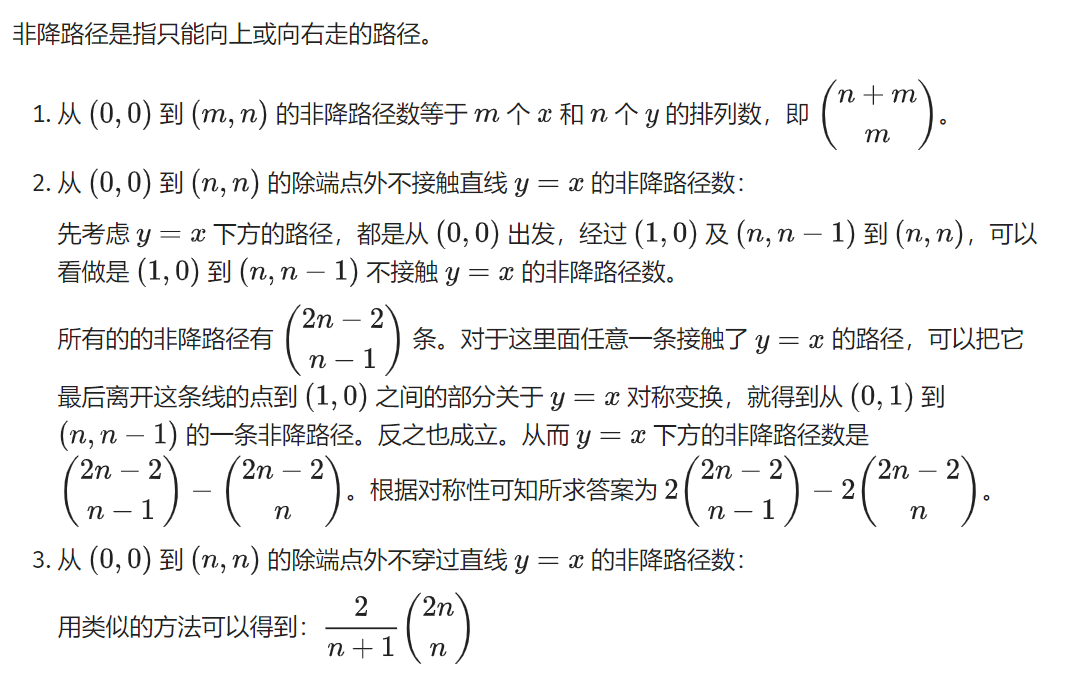 非降路径是指只能向上或向右走的路径。
1. 从 (0, 0) 到 (m, n) 的非降路径数等于 m 个 x 和 n 个 y 的排列数，即 \binom{n + m}{m}。
2. 从 (0, 0) 到 (n, n) 的除端点外不接触直线 y = x 的非降路径数：
先考虑 y = x 下方的路径，都是从 (0, 0) 出发，经过 (1, 0) 及 (n, n − 1) 到 (n, n)，可以
看做是 (1, 0) 到 (n, n − 1) 不接触 y = x 的非降路径数。
所有的的非降路径有 \binom{2n − 2}{n − 1} 条。对于这里面任意一条接触了 y = x 的路径，可以把它
最后离开这条线的点到 (1, 0) 之间的部分关于 y = x 对称变换，就得到从 (0, 1) 到
(n, n − 1) 的一条非降路径。反之也成立。从而 y = x 下方的非降路径数是
\binom{2n − 2}{n − 1} − \binom{2n − 2}{n}。根据对称性可知所求答案为 2\binom{2n − 2}{n − 1} − 2\binom{2n − 2}{n}。
3. 从 (0, 0) 到 (n, n) 的除端点外不穿过直线 y = x 的非降路径数：
用类似的方法可以得到：\frac{2}{n + 1}\binom{2n}{n}